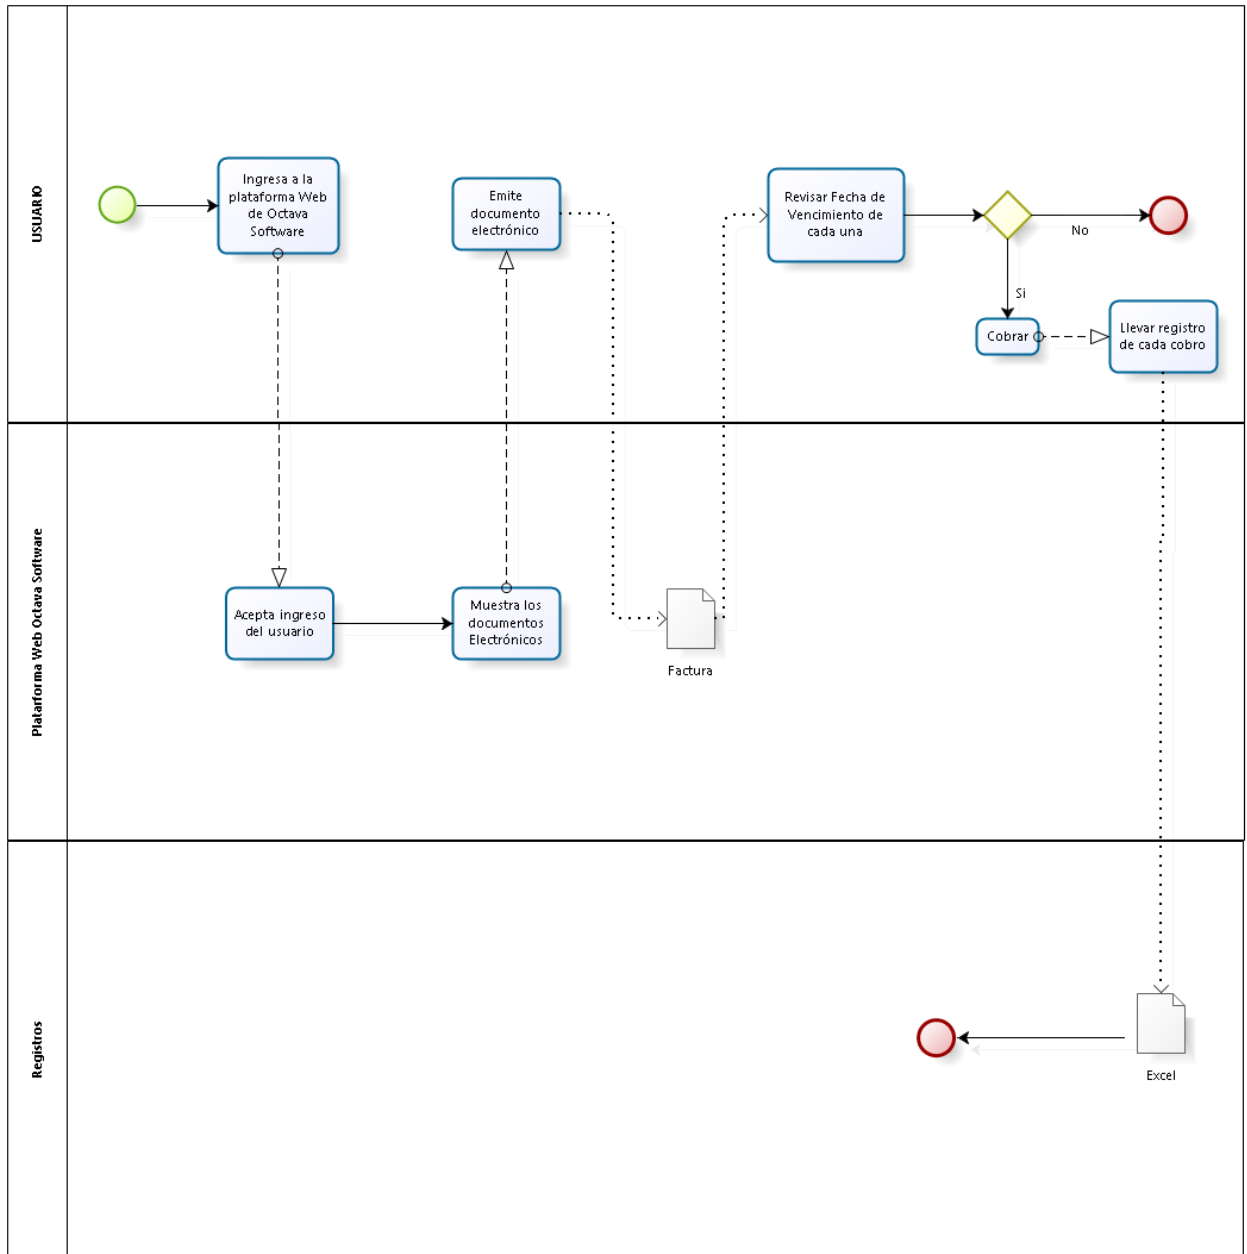 USUARIO
Ingresa a la
plataforma Web
de Octava
Software
Emite
documento
electrónico
Revisar Fecha de
Vencimiento de
cada una
No
Si
Cobrar
Llevar registro
de cada cobro
Platarforma Web Octava Software
Acepta ingreso
del usuario
Muestra los
documentos
Electrónicos
Factura
Registros
Excel